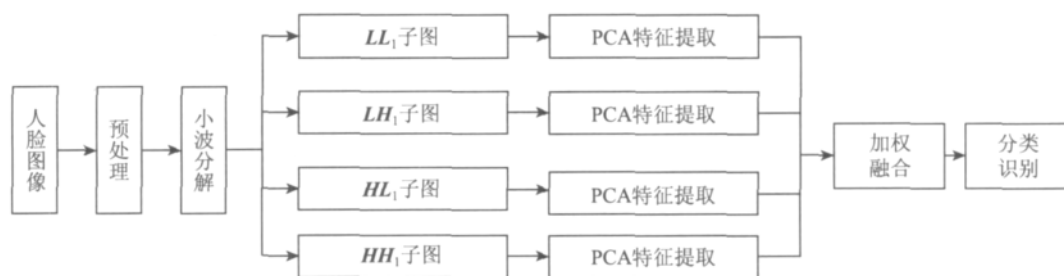 人脸图像
预处理
小波分解
LL₁子图
PCA特征提取
LH₁子图
PCA特征提取
HL₁子图
PCA特征提取
HH₁子图
PCA特征提取
加权
融合
分类
识别